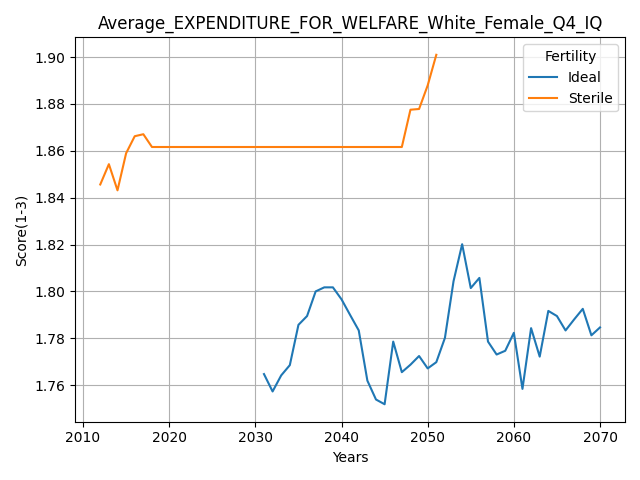 Average_EXPENDITURE_FOR_WELFARE_White_Female_Q4_IQ
Fertility
Ideal
Sterile
Score(1-3)
1.90
1.88
1.86
1.84
1.82
1.80
1.78
1.76
2010 2020 2030 2040 2050 2060 2070
Years